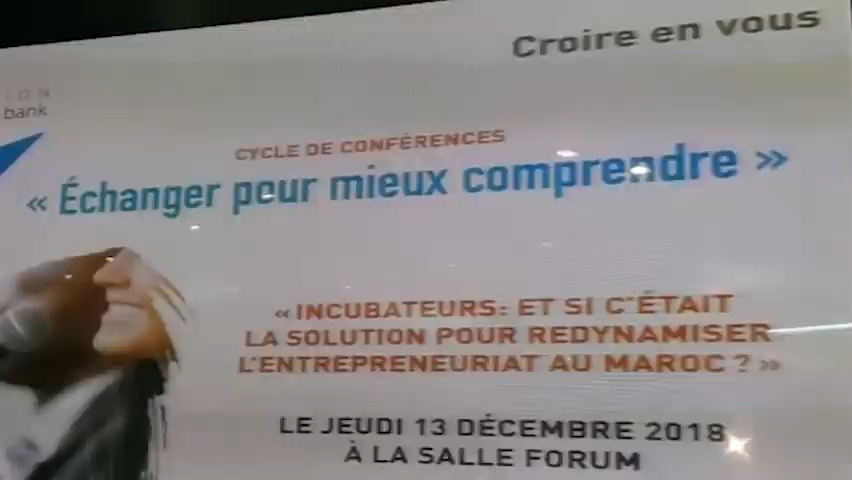 Croire en vous
ION
bank
CYCLE DE CONFÉRENCES
« Échanger pour mieux comprendre »
« INCUBATEURS: ET SI C'ÉTAIT
LA SOLUTION POUR REDYNAMISER
L'ENTREPRENEURIAT AU MAROC ? »
LE JEUDI 13 DÉCEMBRE 2018
À LA SALLE FORUM